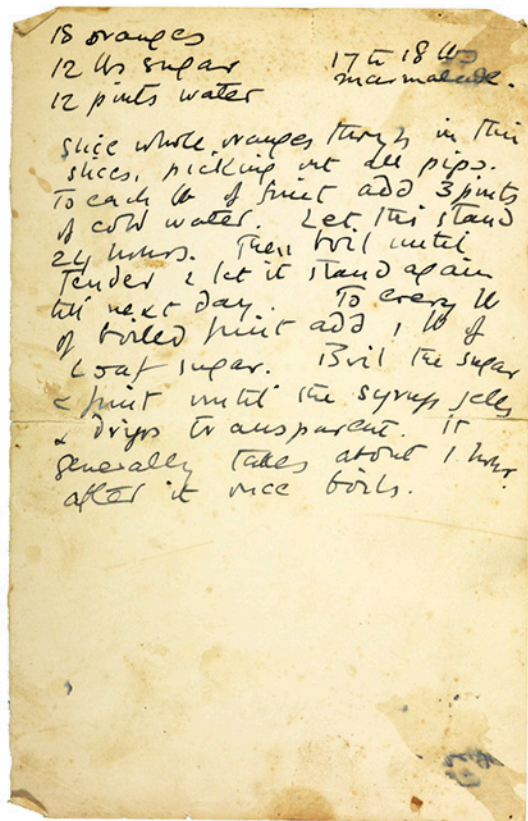 18 oranges
12 lbs sugar
12 pints water
17 to 18 lbs
marmalade.
Slice whole oranges through in thin
slices, picking out all pips.
To each lb of fruit add 3 pints
of cold water. Let this stand
24 hours. Then boil until
tender & let it stand again
till next day. To every lb
of boiled fruit add 1 lb of
Loaf sugar. Boil the sugar
& fruit until the syrup jells
& drips transparent. It
generally takes about 1 hour
after it once boils.